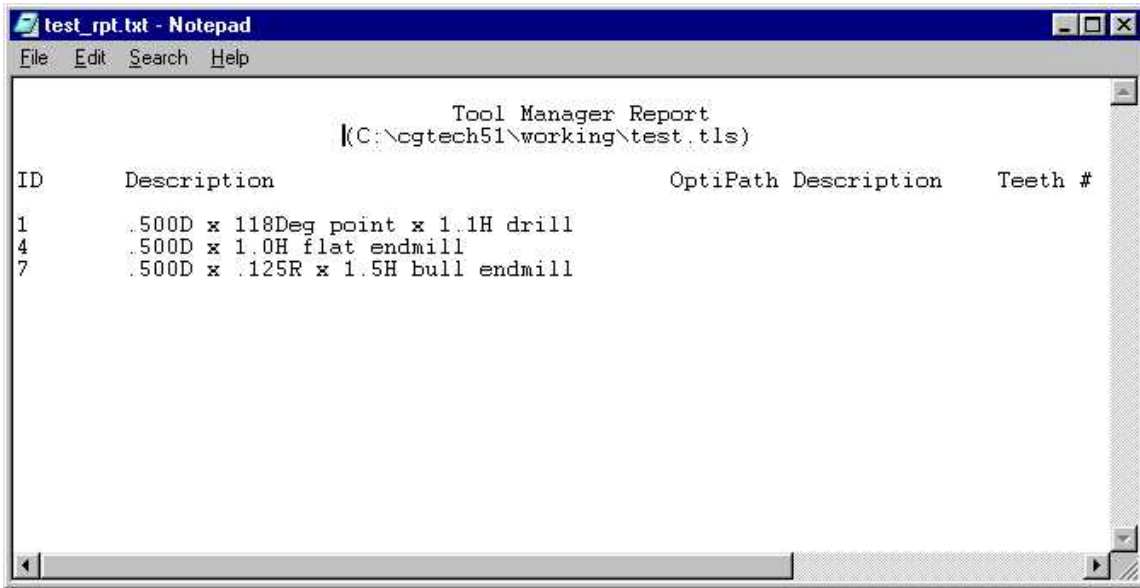 test_rpt.txt - Notepad
File Edit Search Help
Tool Manager Report
(C:\cgtech51\working\test.tls)
ID Description OptiPath Description Teeth #
1 .500D x 118Deg point x 1.1H drill
4 .500D x 1.0H flat endmill
7 .500D x .125R x 1.5H bull endmill